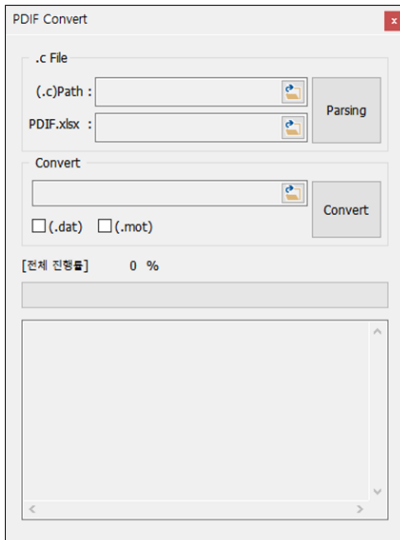 PDIF Convert
x
.c File
(.c)Path :
PDIF.xlsx :
Parsing
Convert
Convert
(.dat) (.mot)
[전체 진행률] 0 %